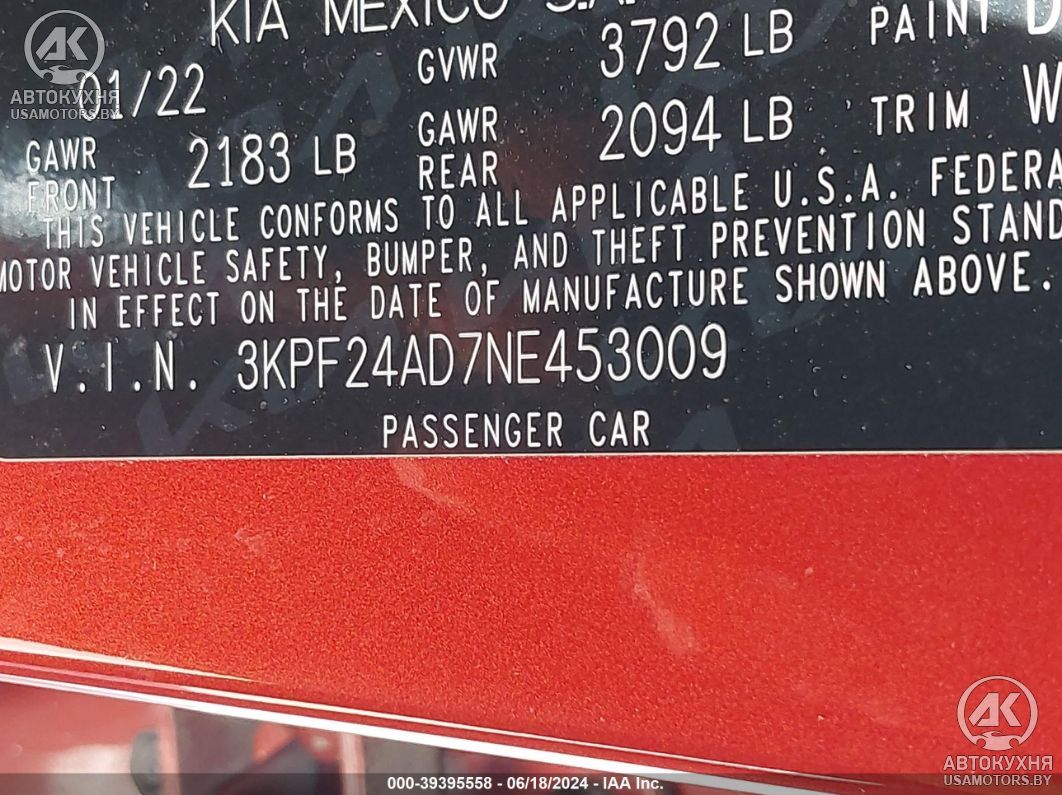 KIA MEXICO S.A.
01/22 GVWR 3792 LB PAINT D
GAWR FRONT 2183 LB GAWR REAR 2094 LB TRIM W
THIS VEHICLE CONFORMS TO ALL APPLICABLE U.S.A. FEDERA
MOTOR VEHICLE SAFETY, BUMPER, AND THEFT PREVENTION STAND
IN EFFECT ON THE DATE OF MANUFACTURE SHOWN ABOVE.
V.I.N. 3KPF24AD7NE453009
PASSENGER CAR
АК
АВТОКУХНЯ
USAMOTORS.BY
АК
АВТОКУХНЯ
USAMOTORS.BY
000-39395558 - 06/18/2024 - IAA Inc.